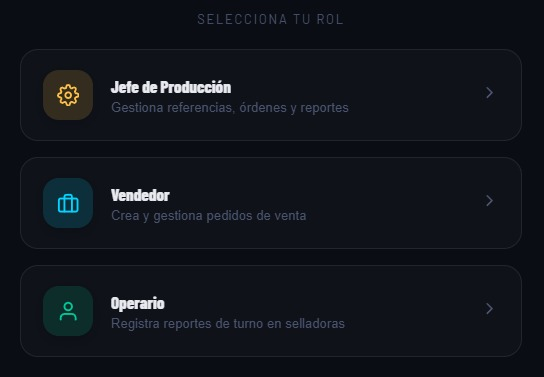 SELECCIONA TU ROL
Jefe de Producción
Gestiona referencias, órdenes y reportes
Vendedor
Crea y gestiona pedidos de venta
Operario
Registra reportes de turno en selladoras